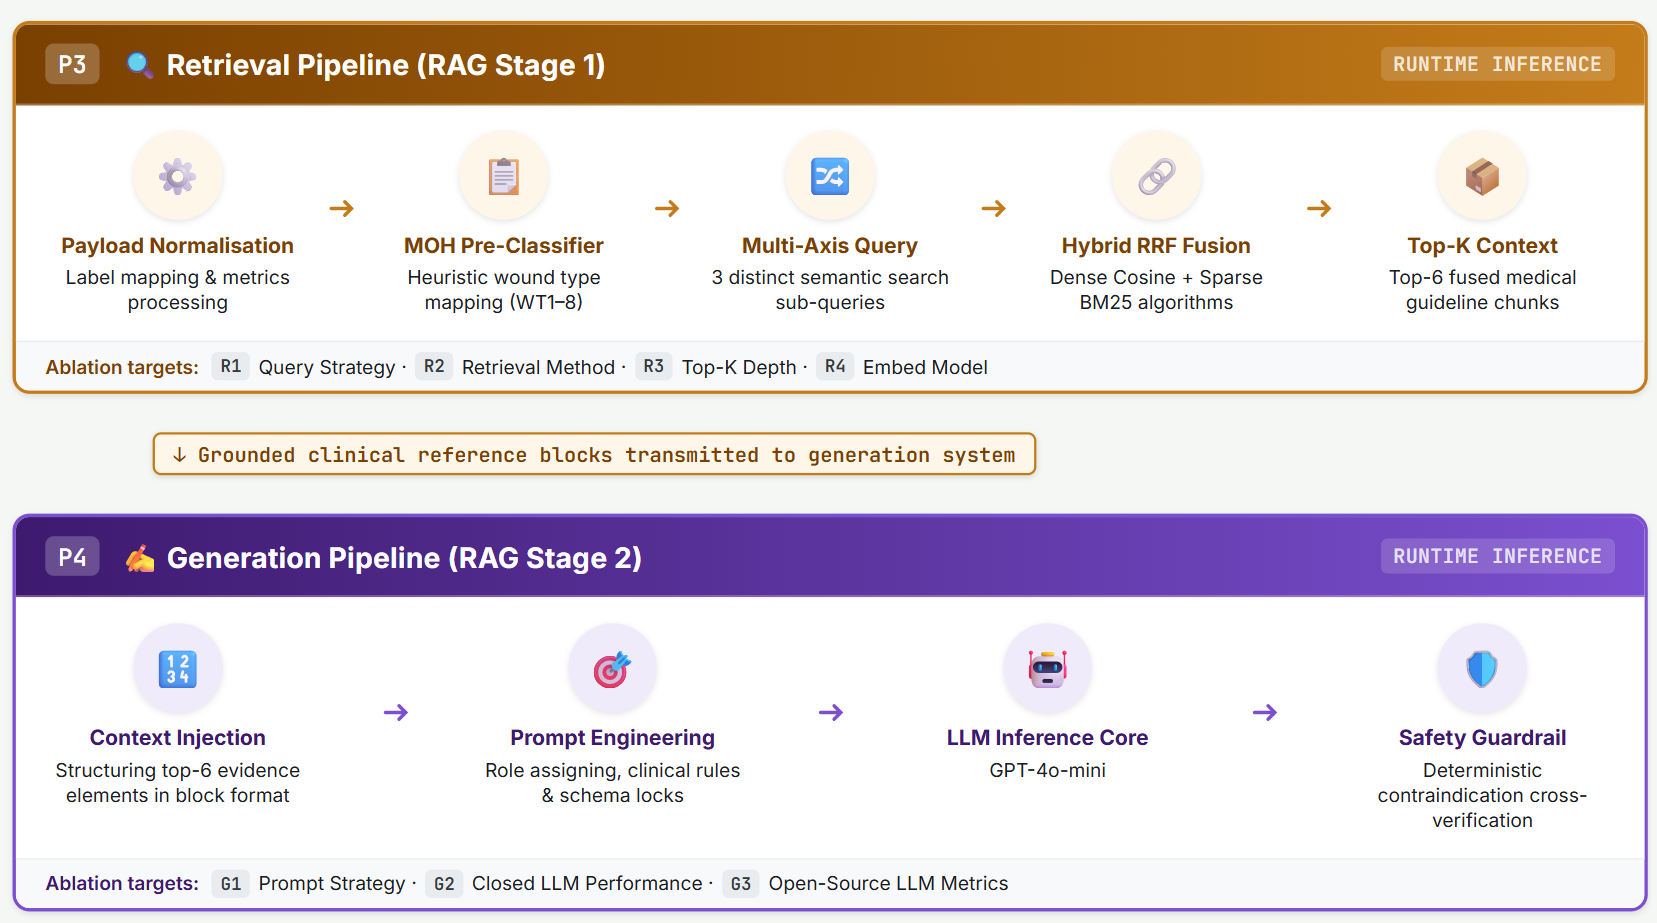 P3 Retrieval Pipeline (RAG Stage 1) RUNTIME INFERENCE
Payload Normalisation
Label mapping & metrics
processing
→
MOH Pre-Classifier
Heuristic wound type
mapping (WT1–8)
→
Multi-Axis Query
3 distinct semantic search
sub-queries
→
Hybrid RRF Fusion
Dense Cosine + Sparse
BM25 algorithms
→
Top-K Context
Top-6 fused medical
guideline chunks
Ablation targets: R1 Query Strategy · R2 Retrieval Method · R3 Top-K Depth · R4 Embed Model
↓ Grounded clinical reference blocks transmitted to generation system
P4 Generation Pipeline (RAG Stage 2) RUNTIME INFERENCE
1 2
3 4
Context Injection
Structuring top-6 evidence
elements in block format
→
Prompt Engineering
Role assigning, clinical rules
& schema locks
→
LLM Inference Core
GPT-4o-mini
→
Safety Guardrail
Deterministic
contraindication cross-
verification
Ablation targets: G1 Prompt Strategy · G2 Closed LLM Performance · G3 Open-Source LLM Metrics